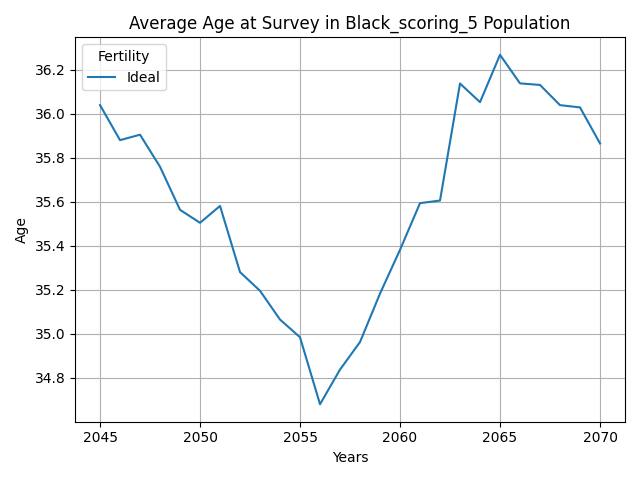 Average Age at Survey in Black_scoring_5 Population
Fertility
Ideal
36.2
36.0
35.8
35.6
35.4
35.2
35.0
34.8
Age
2045 2050 2055 2060 2065 2070
Years